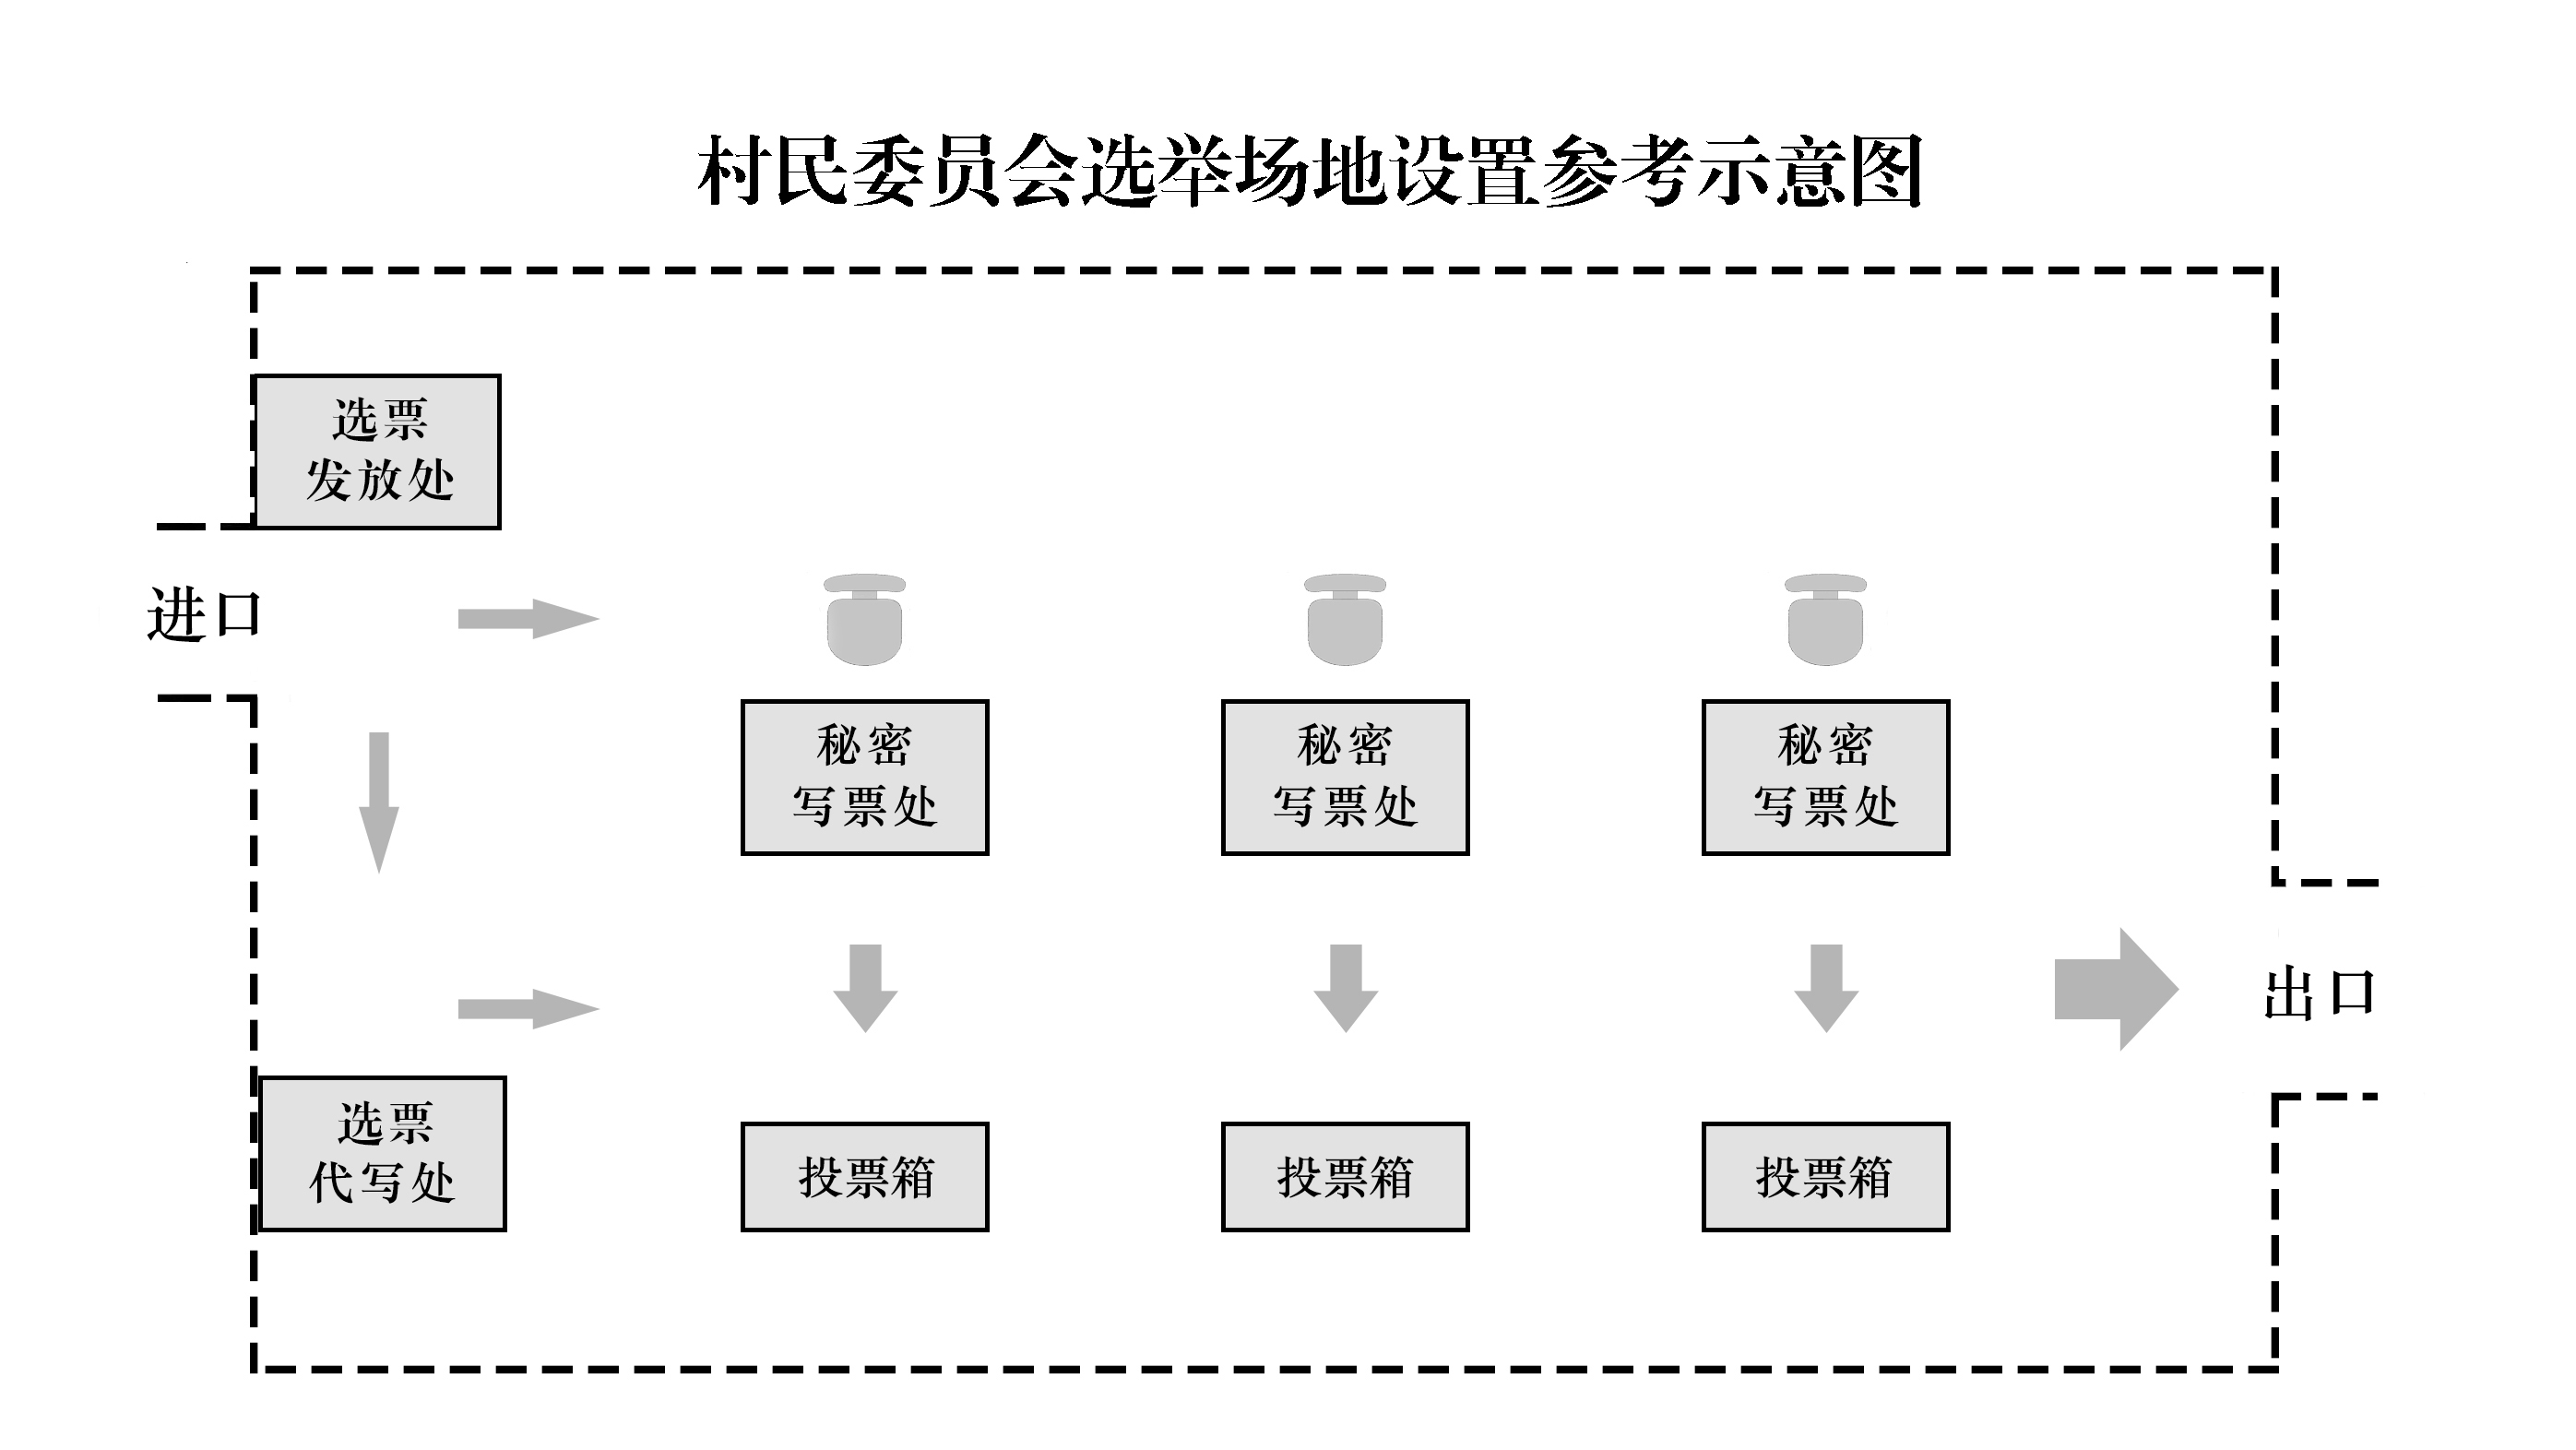 村民委员会选举场地设置参考示意图
选票
发放处
进口
秘密
写票处
秘密
写票处
秘密
写票处
出口
选票
代写处
投票箱
投票箱
投票箱